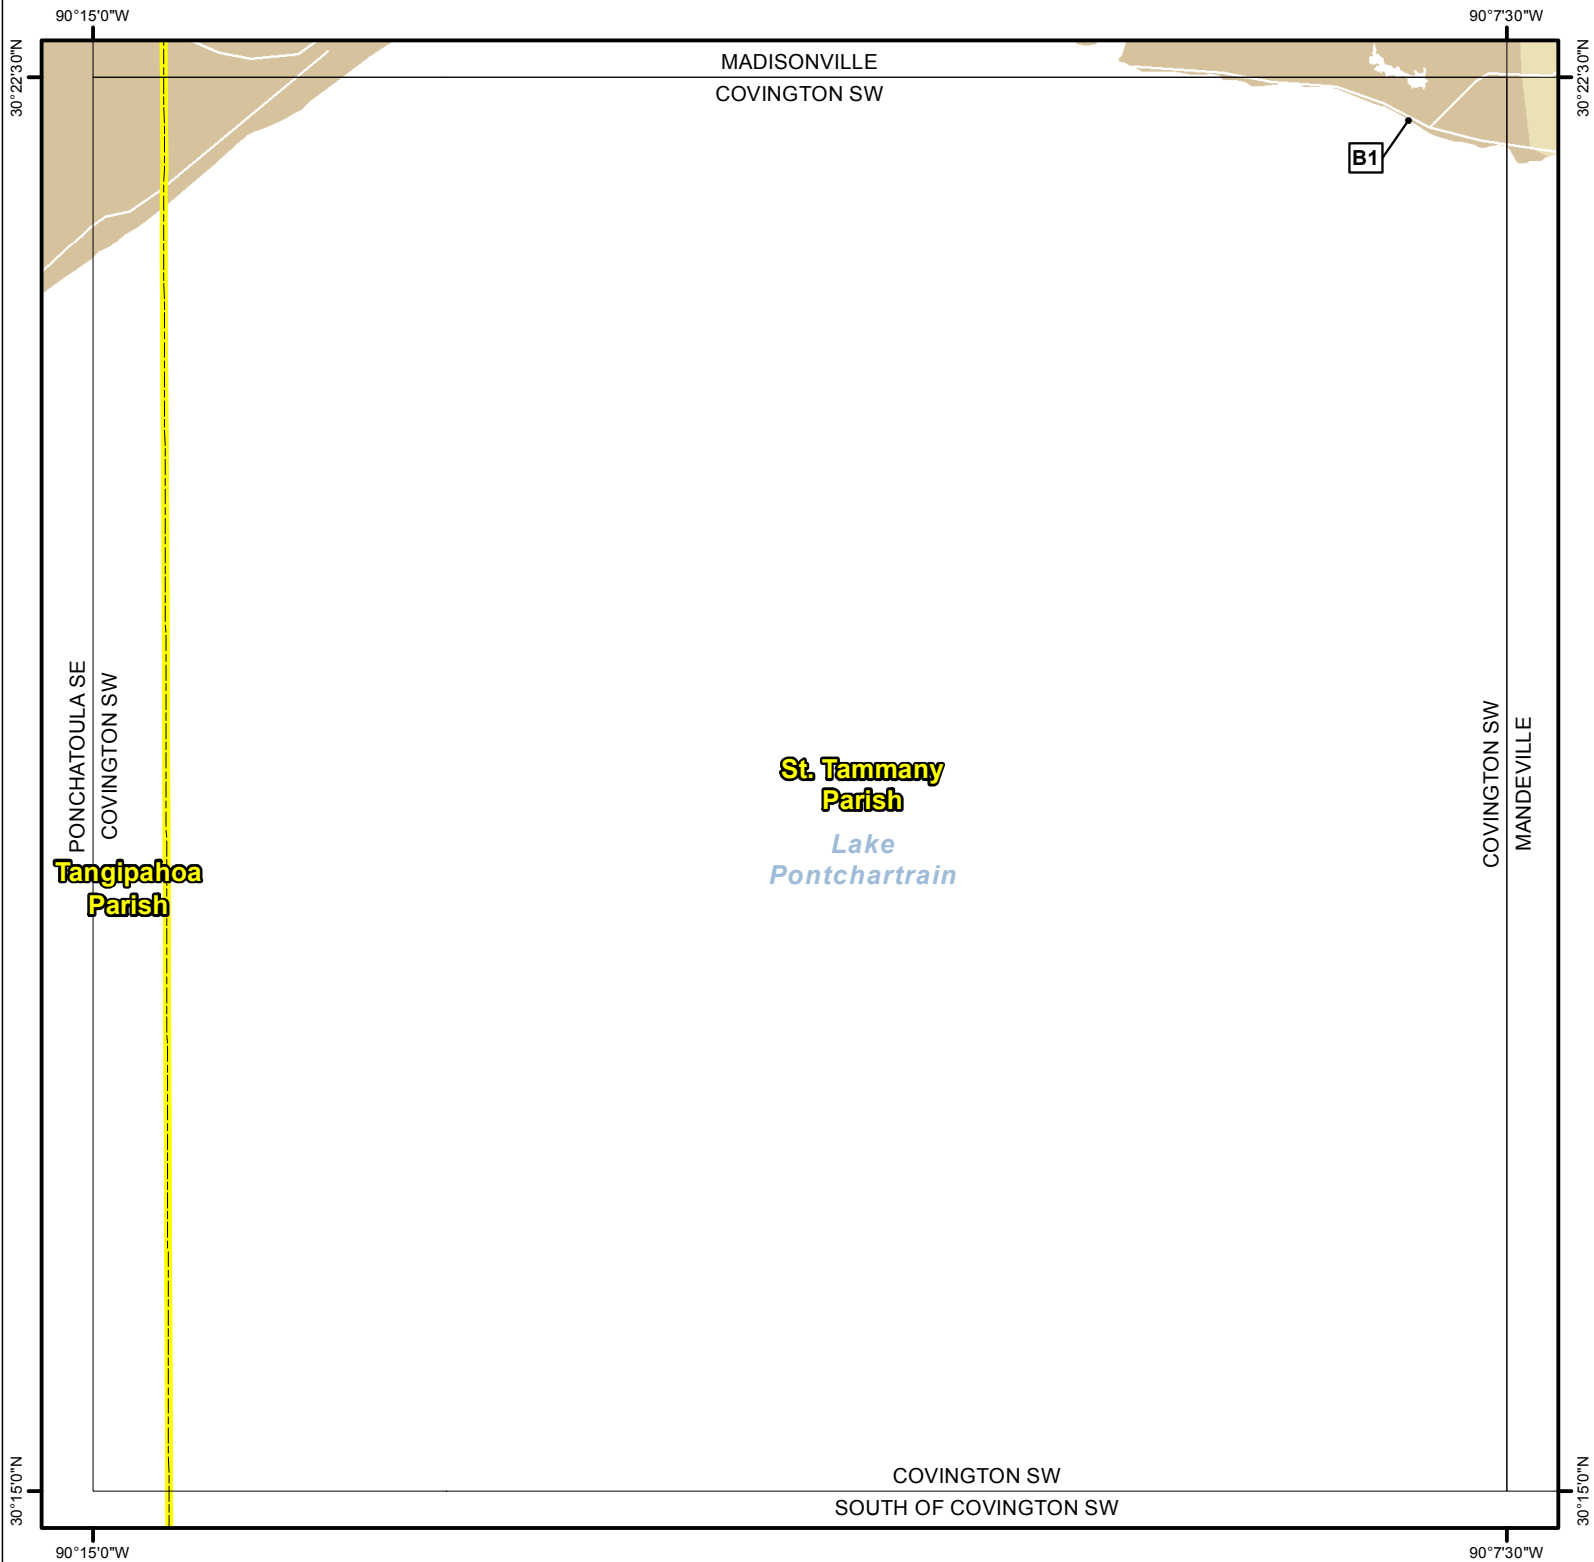 90°15'0"W
90°7'30"W
30°22'30"N
30°22'30"N
MADISONVILLE
COVINGTON SW
B1
PONCHATOULA SE
COVINGTON SW
COVINGTON SW
MANDEVILLE
St. Tammany
Parish
Lake
Pontchartrain
Tangipahoa
Parish
COVINGTON SW
SOUTH OF COVINGTON SW
30°15'0"N
30°15'0"N
90°15'0"W
90°7'30"W